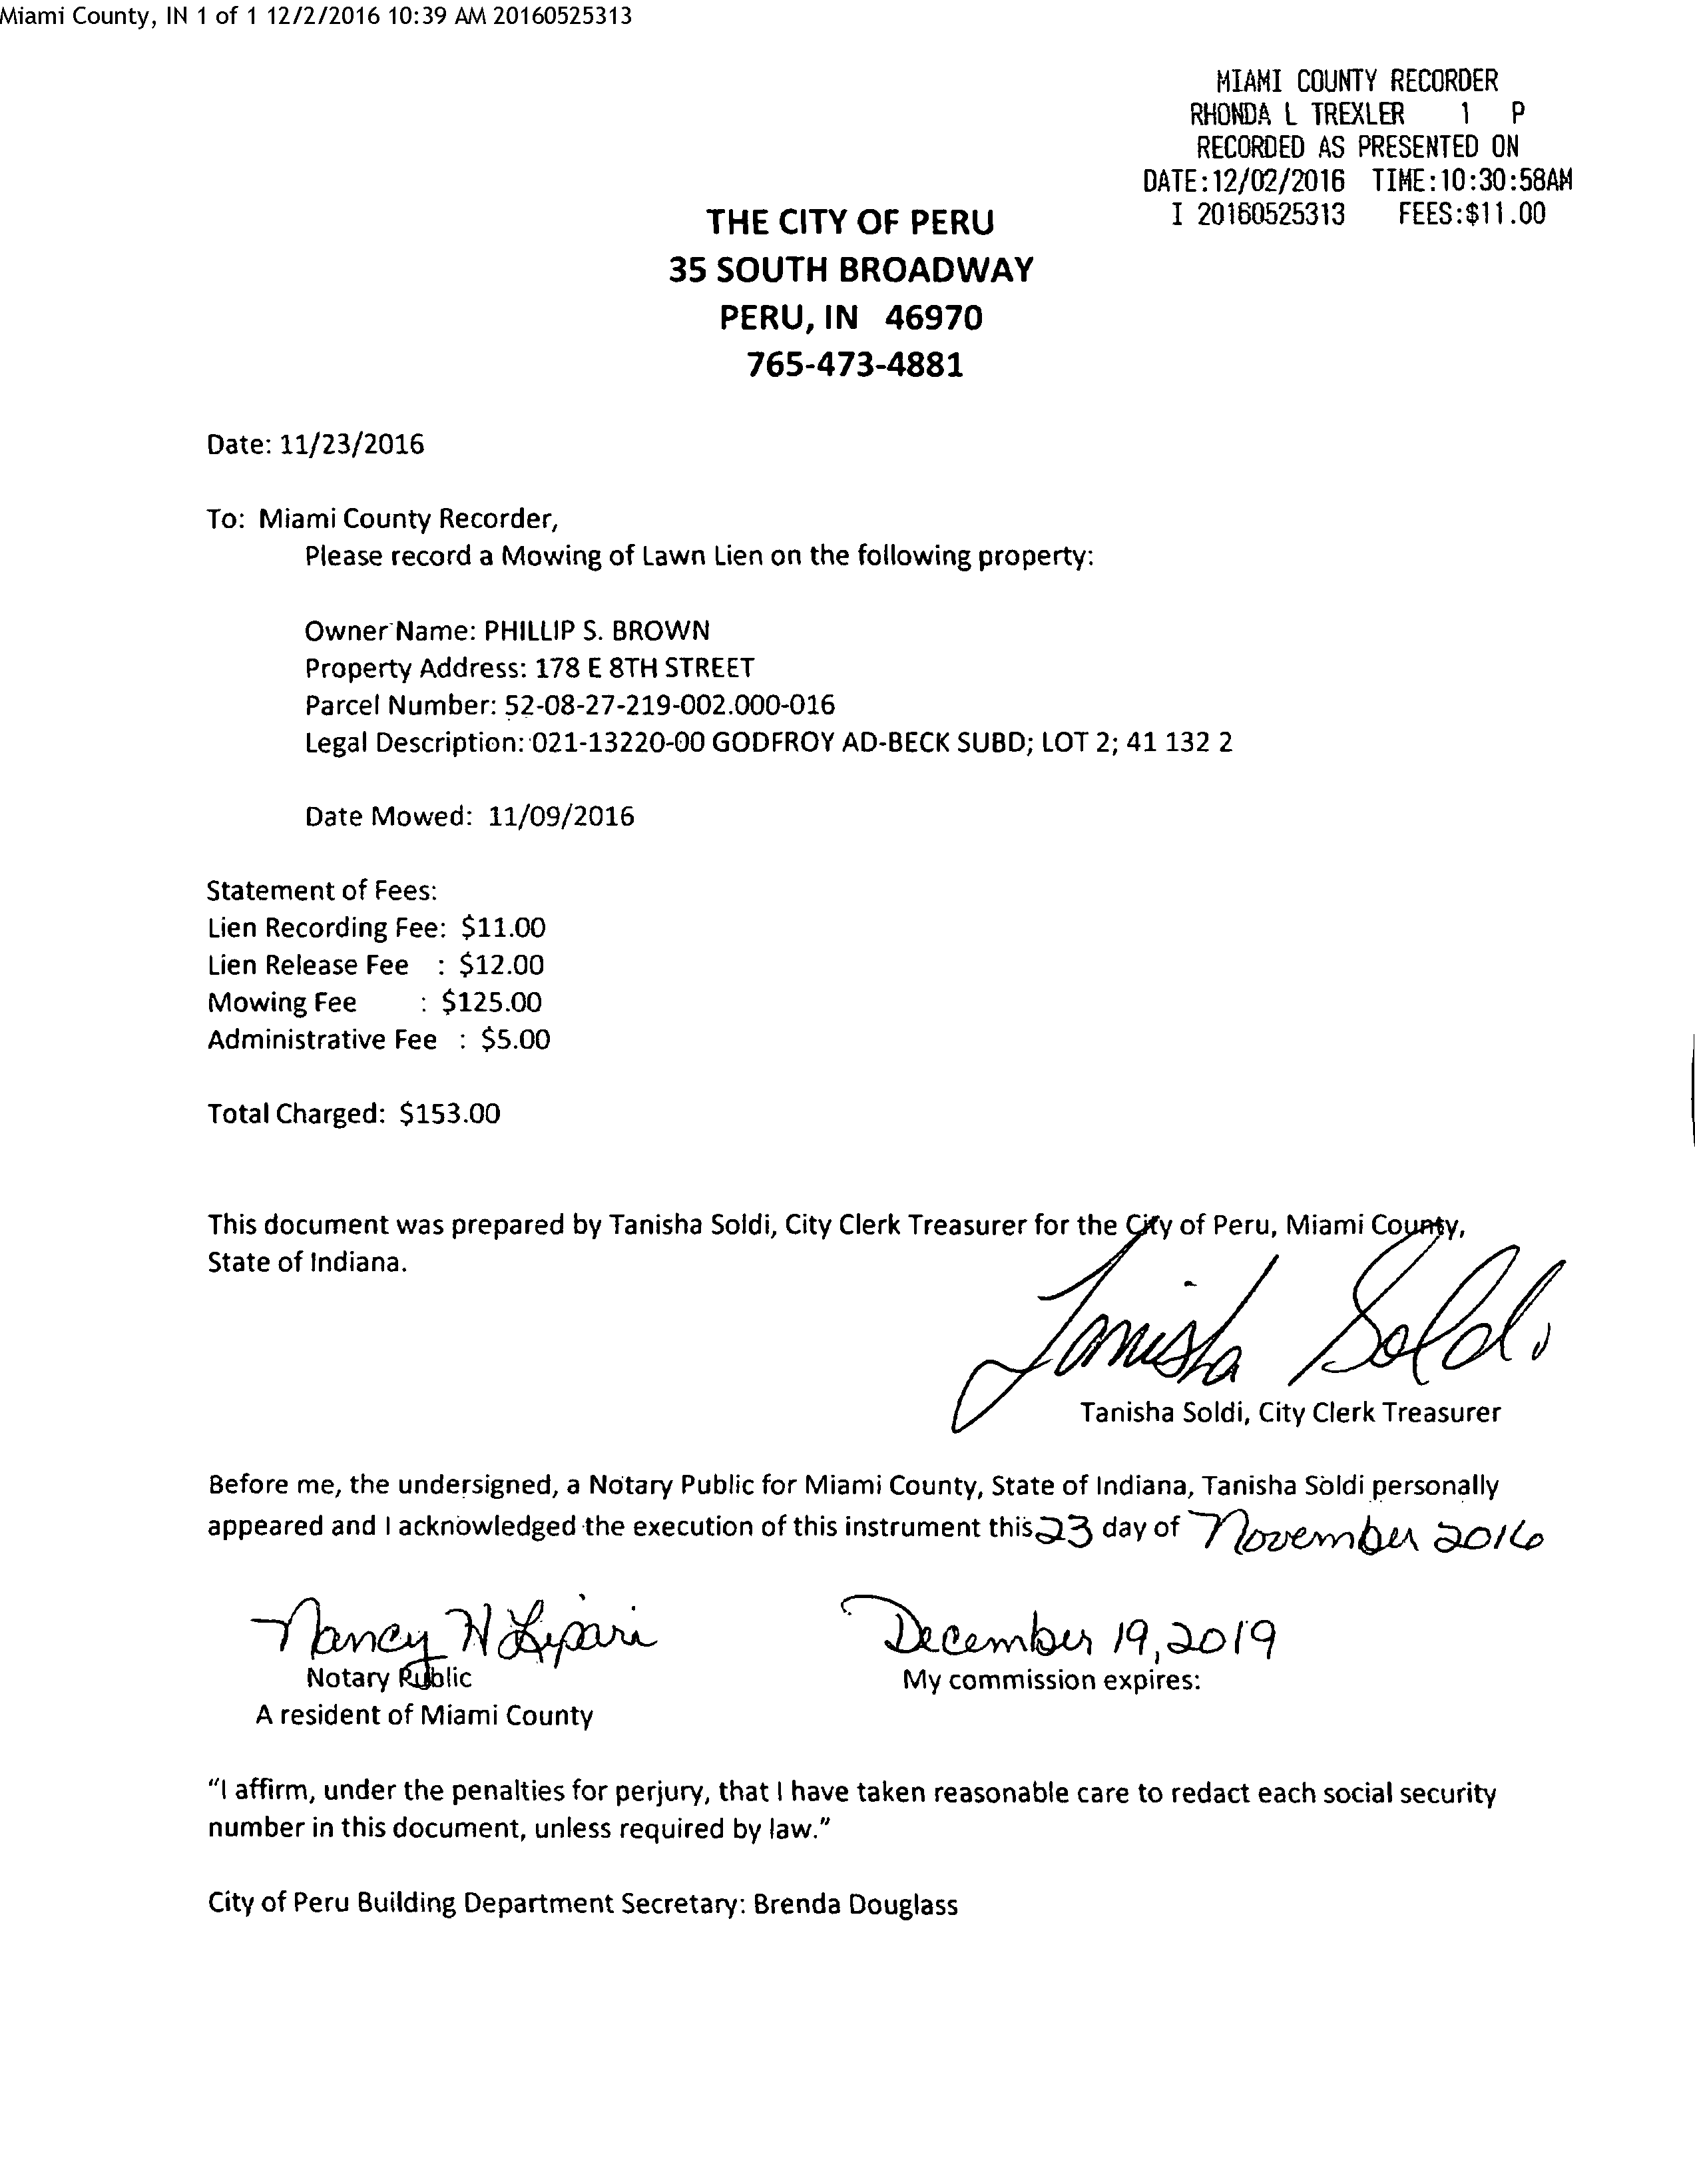 Miami County, IN 1 of 1 12/2/2016 10:39 AM 20160525313
MIAMI COUNTY RECORDER
RHONDA L TREXLER 1 P
RECORDED AS PRESENTED ON
DATE:12/02/2016 TIME:10:30:58AM
I 20160525313 FEES:$11.00
THE CITY OF PERU
35 SOUTH BROADWAY
PERU, IN 46970
765-473-4881
Date: 11/23/2016
To: Miami County Recorder,
Please record a Mowing of Lawn Lien on the following property:
Owner Name: PHILLIP S. BROWN
Property Address: 178 E 8TH STREET
Parcel Number: 52-08-27-219-002.000-016
Legal Description: 021-13220-00 GODFROY AD-BECK SUBD; LOT 2; 41 132 2
Date Mowed: 11/09/2016
Statement of Fees:
Lien Recording Fee: $11.00
Lien Release Fee : $12.00
Mowing Fee : $125.00
Administrative Fee : $5.00
Total Charged: $153.00
This document was prepared by Tanisha Soldi, City Clerk Treasurer for the City of Peru, Miami County,
State of Indiana.
Tanisha Soldi
Tanisha Soldi, City Clerk Treasurer
Before me, the undersigned, a Notary Public for Miami County, State of Indiana, Tanisha Soldi personally
appeared and I acknowledged the execution of this instrument this 23 day of November 2016
Nancy N Lipari December 19, 2019
Notary Public My commission expires:
A resident of Miami County
"I affirm, under the penalties for perjury, that I have taken reasonable care to redact each social security
number in this document, unless required by law."
City of Peru Building Department Secretary: Brenda Douglass